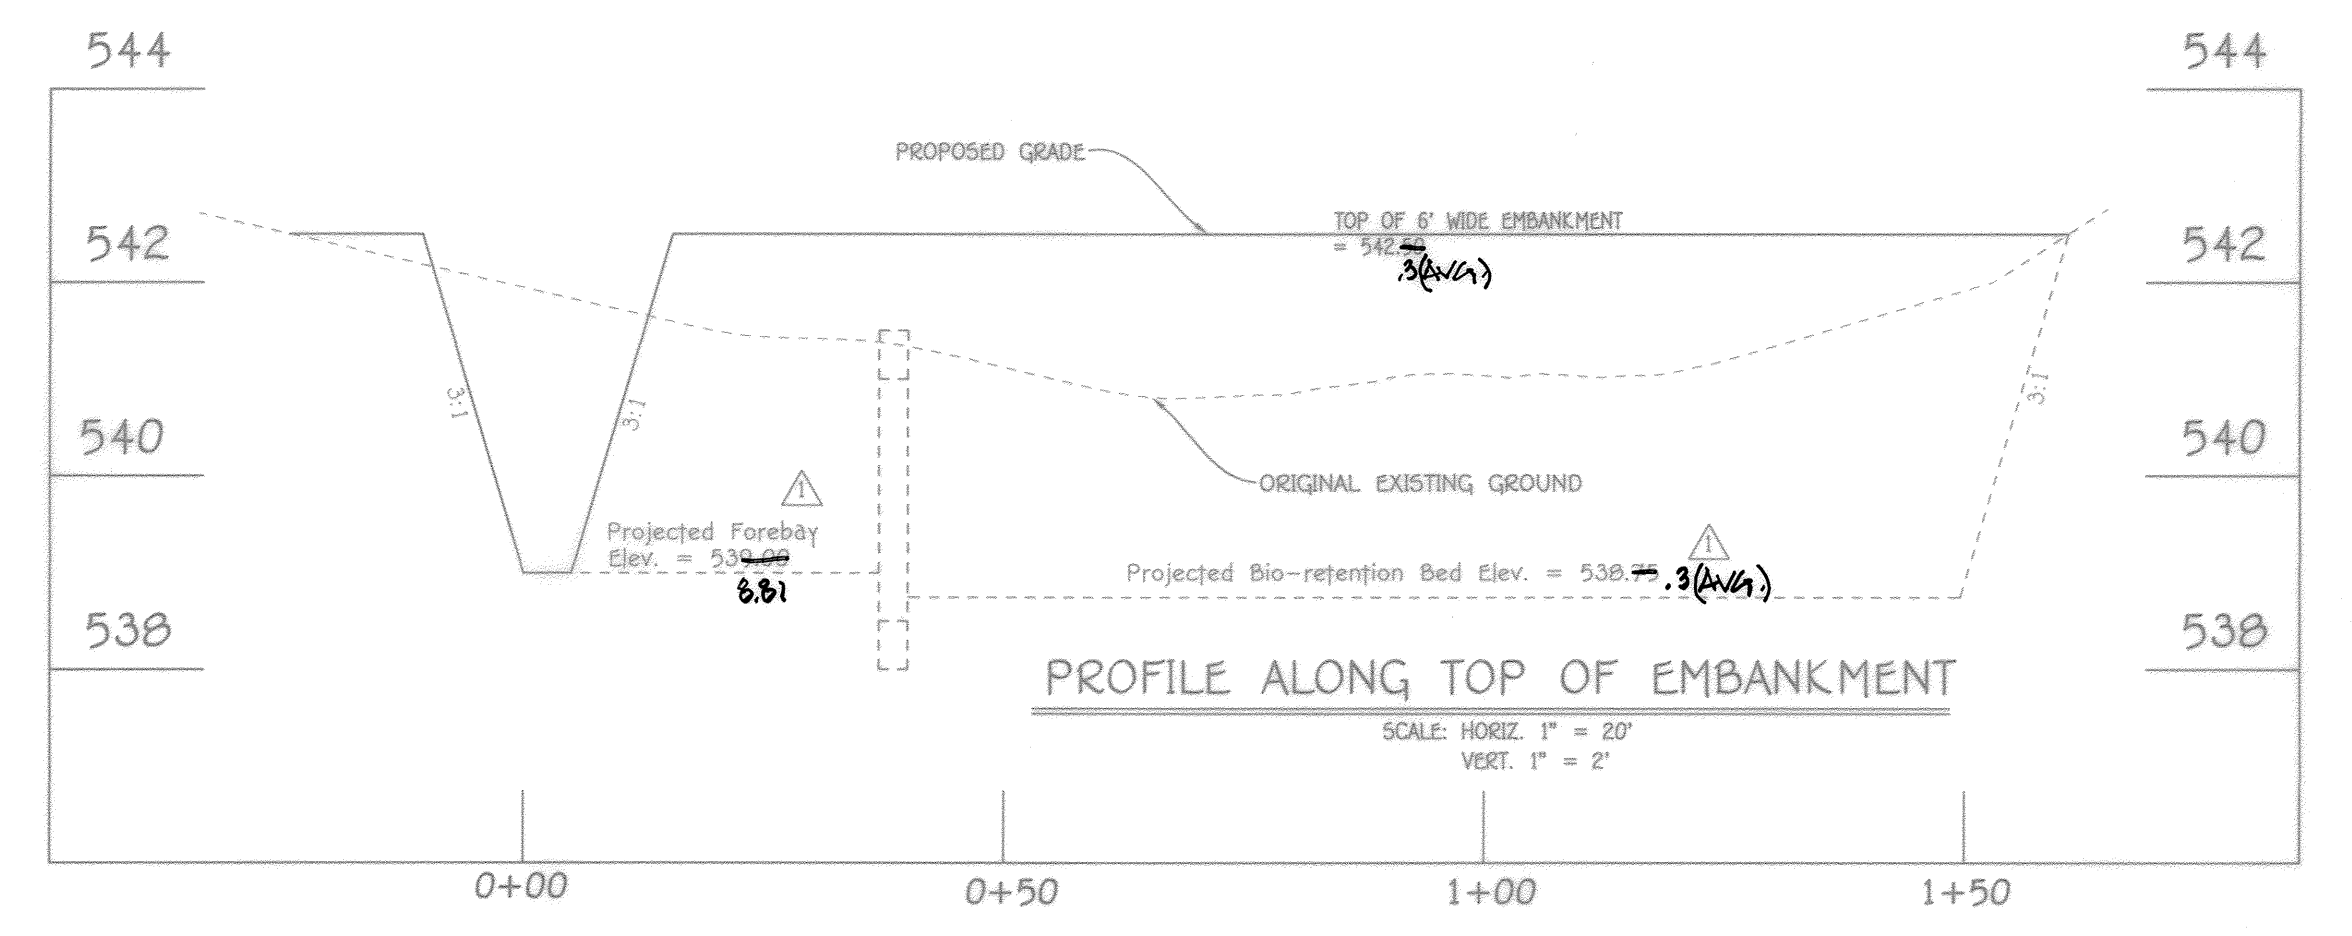 544
544
PROPOSED GRADE
TOP OF 6' WIDE EMBANKMENT
= 542.50
.3(AVG.)
542
542
3:1
3:1
3:1
540
540
ORIGINAL EXISTING GROUND
1
Projected Forebay
Elev. = 539.00
8.81
1
Projected Bio-retention Bed Elev. = 538.75 .3(AVG.)
538
538
PROFILE ALONG TOP OF EMBANKMENT
SCALE: HORIZ. 1" = 20'
VERT. 1" = 2'
0+00
0+50
1+00
1+50